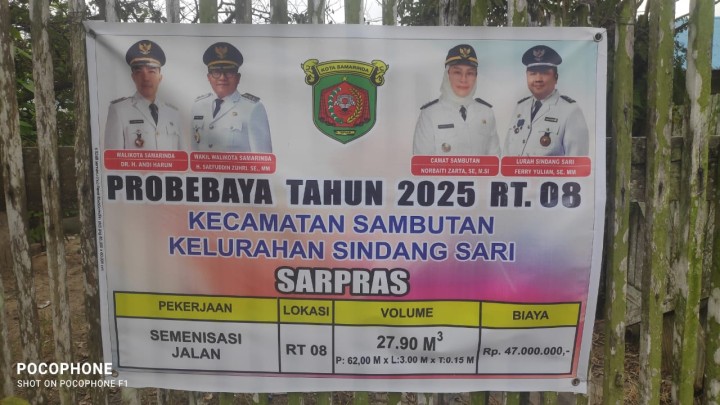 KOTA SAMARINDA
WALIKOTA SAMARINDA
DR. H. ANDI HARUN
WAKIL WALIKOTA SAMARINDA
H. SAEFUDDIN ZUHRI, SE., MM
CAMAT SAMBUTAN
NORBAITI ZARTA, SE, M.SI
LURAH SINDANG SARI
FERRY YULIAN, SE, MM
PROBEBAYA TAHUN 2025 RT. 08
KECAMATAN SAMBUTAN
KELURAHAN SINDANG SARI
SARPRAS
PEKERJAAN LOKASI VOLUME BIAYA
SEMENISASI JALAN RT 08 27.90 M³ Rp. 47.000.000,-
P: 62,00 M x L:3.00 M x T:0.15 M
POCOPHONE
SHOT ON POCOPHONE F1